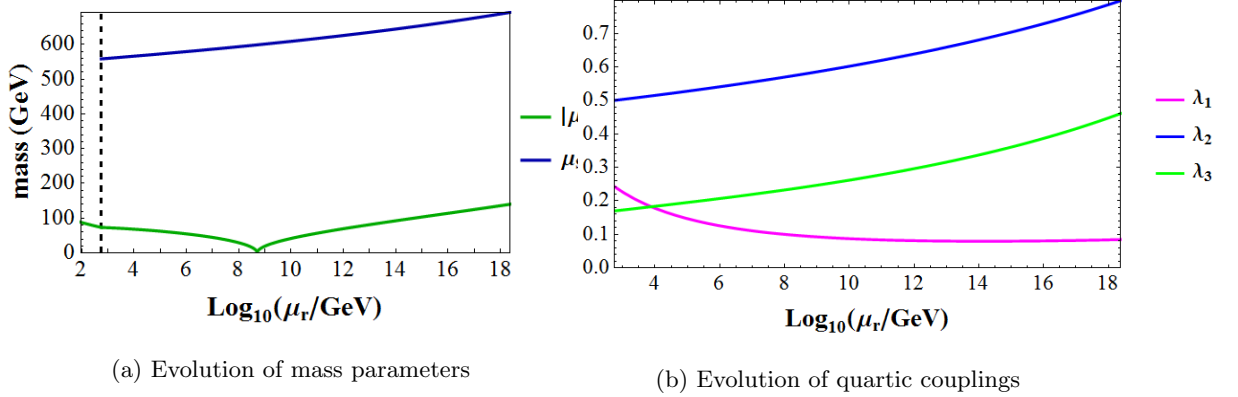 mass (GeV)
600
500
400
300
200
100
0
2 4 6 8 10 12 14 16 18
Log10(μr/GeV)
|μ
μ
(a) Evolution of mass parameters
0.7
0.6
0.5
0.4
0.3
0.2
0.1
0.0
4 6 8 10 12 14 16 18
Log10(μr/GeV)
λ1
λ2
λ3
(b) Evolution of quartic couplings